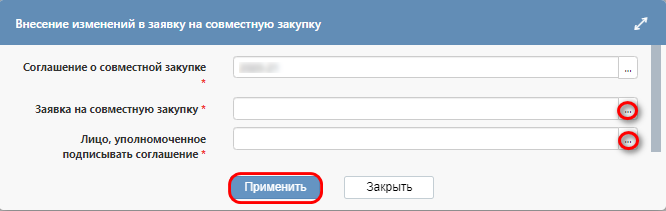 Внесение изменений в заявку на совместную закупку
Соглашение о совместной закупке
*
...
Заявка на совместную закупку *
...
Лицо, уполномоченное
подписывать соглашение *
...
Применить
Закрыть